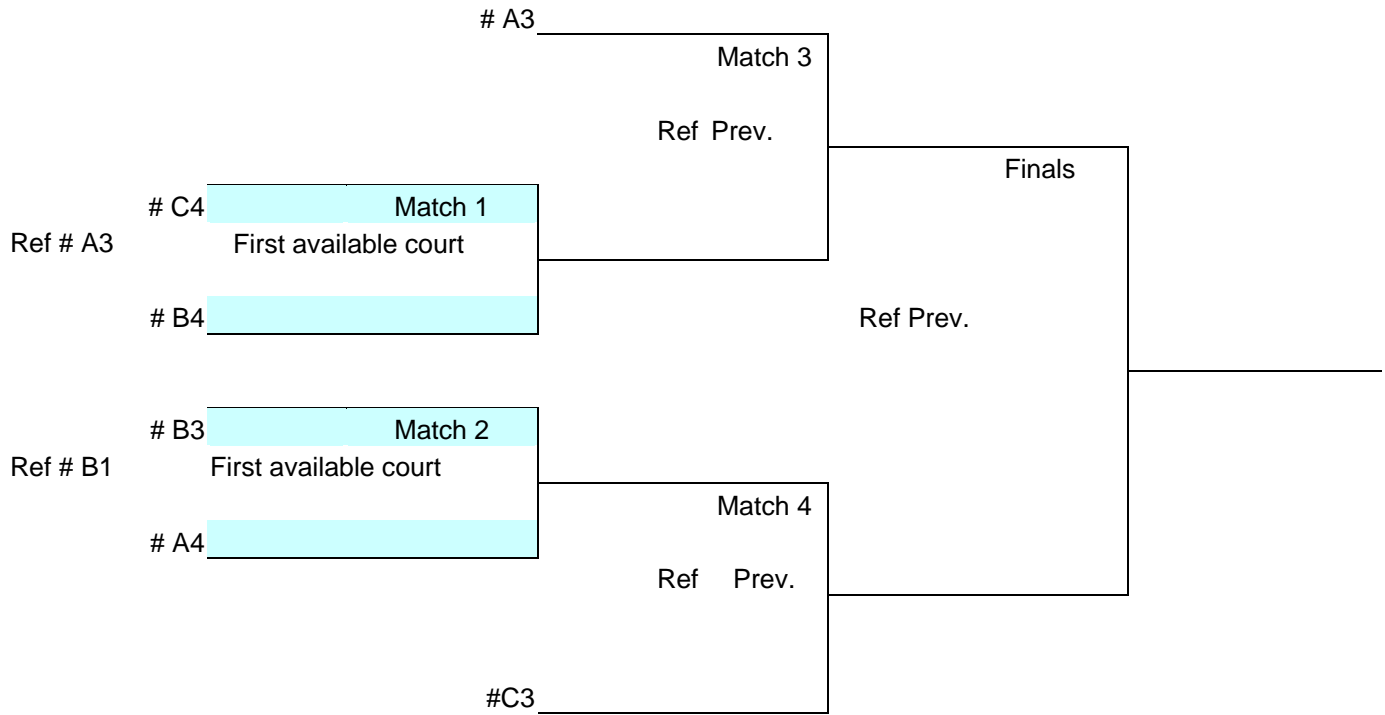 # A3
Match 3
Ref Prev.
Finals
# C4 Match 1
Ref # A3 First available court
# B4 Ref Prev.
# B3 Match 2
Ref # B1 First available court
Match 4
# A4
Ref Prev.
#C3